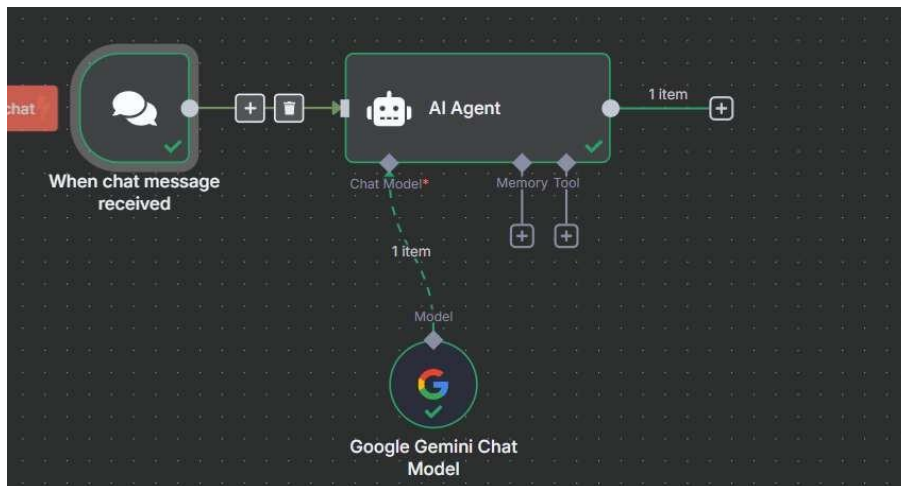 chat
AI Agent
1 item
When chat message
received
Chat Model*
Memory
Tool
1 item
Model
Google Gemini Chat
Model